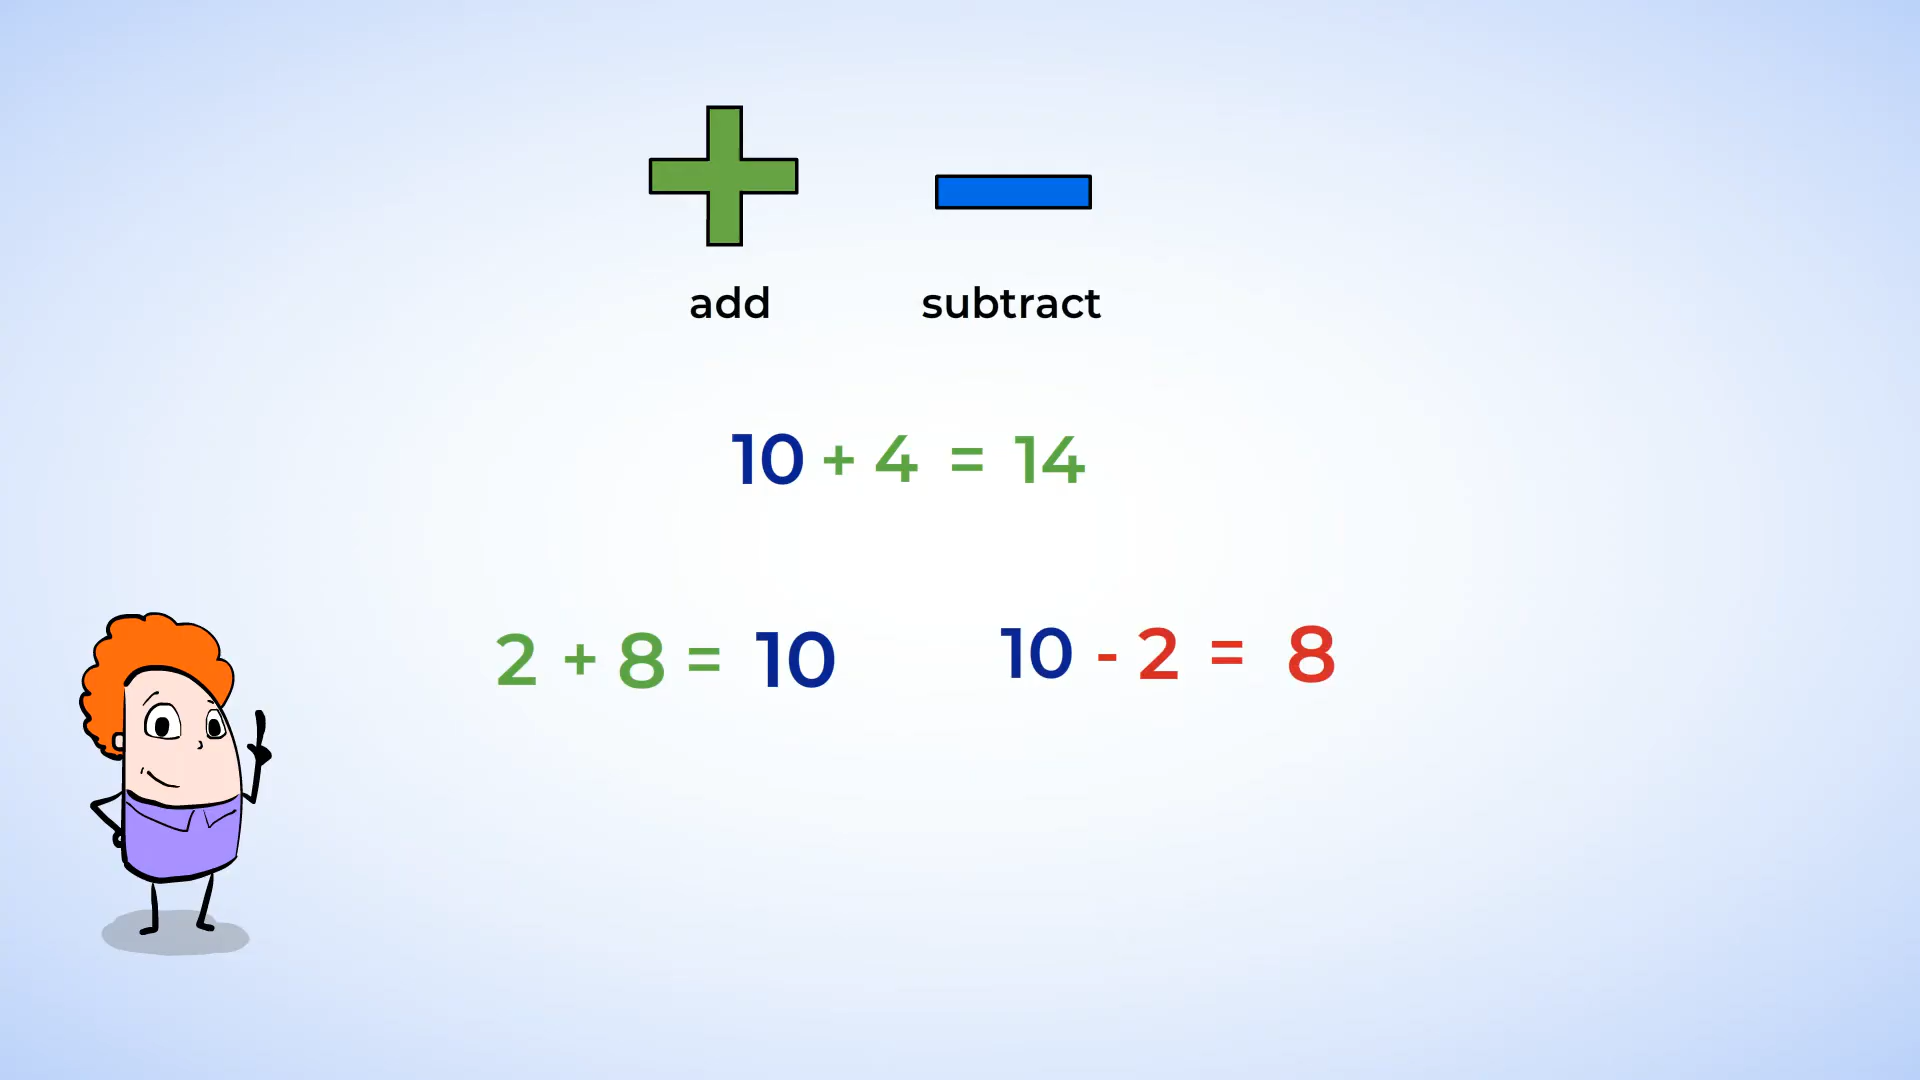 add subtract
10 + 4 = 14
2 + 8 = 10
10 - 2 = 8